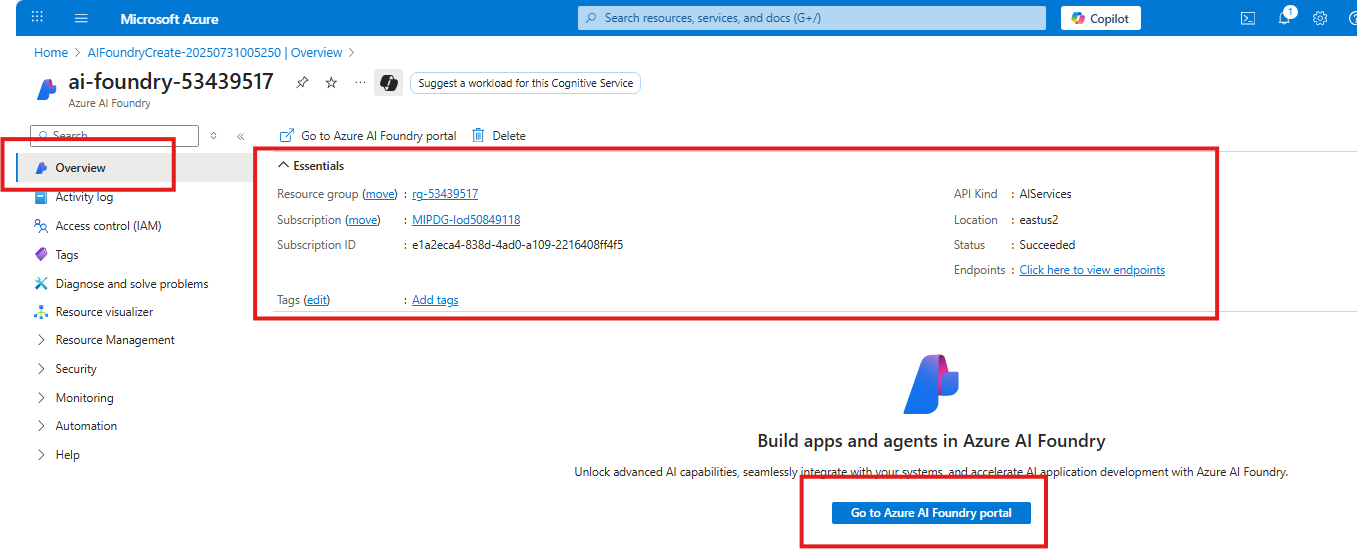 Microsoft Azure
Search resources, services, and docs (G+/)
Copilot
1
Home > AIFoundryCreate-20250731005250 | Overview >
ai-foundry-53439517
...
Suggest a workload for this Cognitive Service
Azure AI Foundry
Search
Go to Azure AI Foundry portal
Delete
Overview
Activity log
Access control (IAM)
Tags
Diagnose and solve problems
Resource visualizer
Resource Management
Security
Monitoring
Automation
Help
Essentials
Resource group (move) : rg-53439517
Subscription (move) : MIPDG-lod50849118
Subscription ID : e1a2eca4-838d-4ad0-a109-2216408ff4f5
Tags (edit) : Add tags
API Kind : AIServices
Location : eastus2
Status : Succeeded
Endpoints : Click here to view endpoints
Build apps and agents in Azure AI Foundry
Unlock advanced AI capabilities, seamlessly integrate with your systems, and accelerate AI application development with Azure AI Foundry.
Go to Azure AI Foundry portal